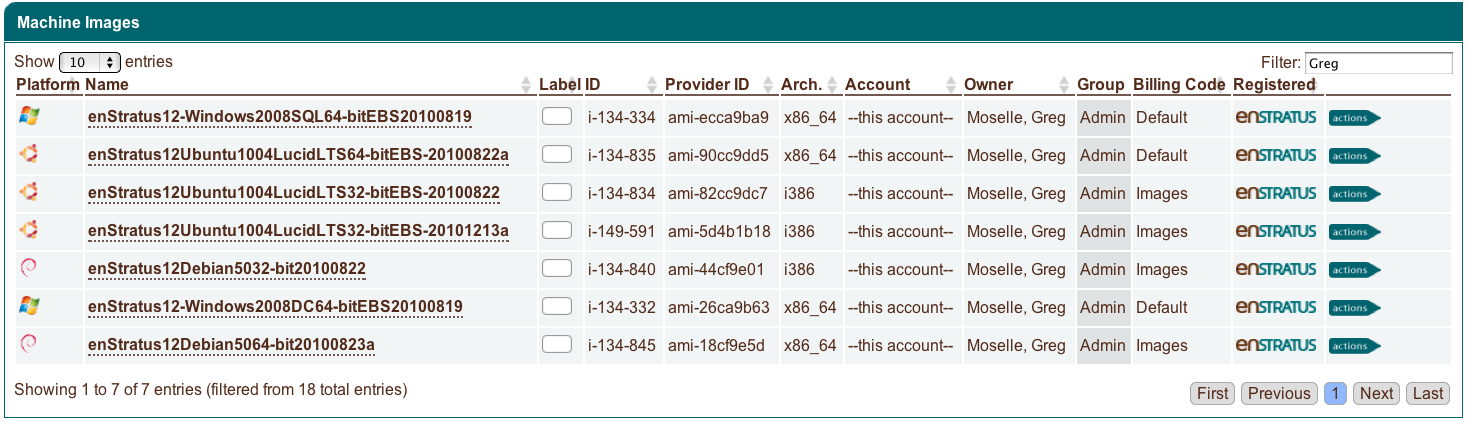 Machine Images
Show 10 entries Filter: Greg
Platform Name Label ID Provider ID Arch. Account Owner Group Billing Code Registered
enStratus12-Windows2008SQL64-bitEBS20100819 i-134-334 ami-ecca9ba9 x86_64 --this account-- Moselle, Greg Admin Default enSTRATUS actions
enStratus12Ubuntu1004LucidLTS64-bitEBS-20100822a i-134-835 ami-90cc9dd5 x86_64 --this account-- Moselle, Greg Admin Default enSTRATUS actions
enStratus12Ubuntu1004LucidLTS32-bitEBS-20100822 i-134-834 ami-82cc9dc7 i386 --this account-- Moselle, Greg Admin Images enSTRATUS actions
enStratus12Ubuntu1004LucidLTS32-bitEBS-20101213a i-149-591 ami-5d4b1b18 i386 --this account-- Moselle, Greg Admin Images enSTRATUS actions
enStratus12Debian5032-bit20100822 i-134-840 ami-44cf9e01 i386 --this account-- Moselle, Greg Admin Images enSTRATUS actions
enStratus12-Windows2008DC64-bitEBS20100819 i-134-332 ami-26ca9b63 x86_64 --this account-- Moselle, Greg Admin Default enSTRATUS actions
enStratus12Debian5064-bit20100823a i-134-845 ami-18cf9e5d x86_64 --this account-- Moselle, Greg Admin Images enSTRATUS actions
Showing 1 to 7 of 7 entries (filtered from 18 total entries) First Previous 1 Next Last